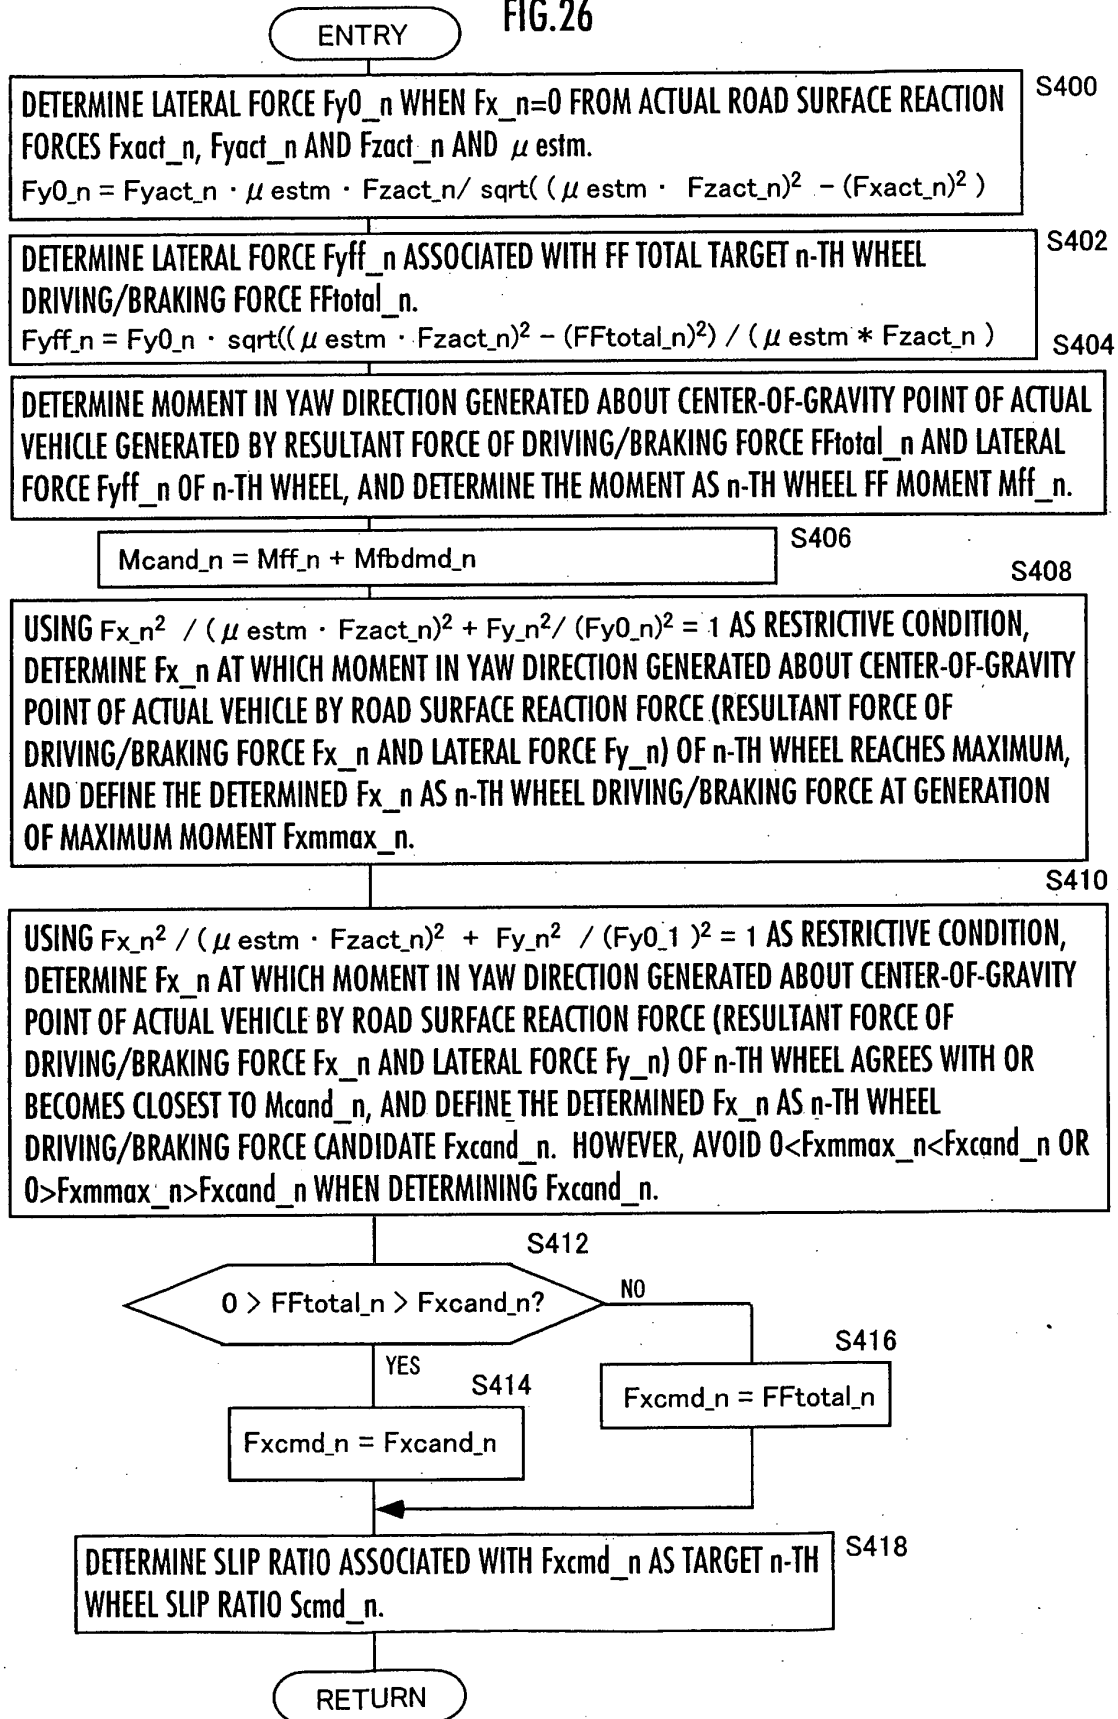 FIG.26
ENTRY
S400
DETERMINE LATERAL FORCE Fy0_n WHEN Fx_n=0 FROM ACTUAL ROAD SURFACE REACTION
FORCES Fxact_n, Fyact_n AND Fzact_n AND μ estm.
Fy0_n = Fyact_n · μ estm · Fzact_n/ sqrt( ( μ estm · Fzact_n)² - (Fxact_n)² )
S402
DETERMINE LATERAL FORCE Fyff_n ASSOCIATED WITH FF TOTAL TARGET n-TH WHEEL
DRIVING/BRAKING FORCE FFtotal_n.
Fyff_n = Fy0_n · sqrt(( μ estm · Fzact_n)² - (FFtotal_n)²) / ( μ estm * Fzact_n )
S404
DETERMINE MOMENT IN YAW DIRECTION GENERATED ABOUT CENTER-OF-GRAVITY POINT OF ACTUAL
VEHICLE GENERATED BY RESULTANT FORCE OF DRIVING/BRAKING FORCE FFtotal_n AND LATERAL
FORCE Fyff_n OF n-TH WHEEL, AND DETERMINE THE MOMENT AS n-TH WHEEL FF MOMENT Mff_n.
S406
Mcand_n = Mff_n + Mfbdmd_n
S408
USING Fx_n² / ( μ estm · Fzact_n)² + Fy_n²/ (Fy0_n)² = 1 AS RESTRICTIVE CONDITION,
DETERMINE Fx_n AT WHICH MOMENT IN YAW DIRECTION GENERATED ABOUT CENTER-OF-GRAVITY
POINT OF ACTUAL VEHICLE BY ROAD SURFACE REACTION FORCE (RESULTANT FORCE OF
DRIVING/BRAKING FORCE Fx_n AND LATERAL FORCE Fy_n) OF n-TH WHEEL REACHES MAXIMUM,
AND DEFINE THE DETERMINED Fx_n AS n-TH WHEEL DRIVING/BRAKING FORCE AT GENERATION
OF MAXIMUM MOMENT Fxmmax_n.
S410
USING Fx_n² / ( μ estm · Fzact_n)² + Fy_n² / (Fy0_1 )² = 1 AS RESTRICTIVE CONDITION,
DETERMINE Fx_n AT WHICH MOMENT IN YAW DIRECTION GENERATED ABOUT CENTER-OF-GRAVITY
POINT OF ACTUAL VEHICLE BY ROAD SURFACE REACTION FORCE (RESULTANT FORCE OF
DRIVING/BRAKING FORCE Fx_n AND LATERAL FORCE Fy_n) OF n-TH WHEEL AGREES WITH OR
BECOMES CLOSEST TO Mcand_n, AND DEFINE THE DETERMINED Fx_n AS n-TH WHEEL
DRIVING/BRAKING FORCE CANDIDATE Fxcand_n. HOWEVER, AVOID 0<Fxmmax_n<Fxcand_n OR
0>Fxmmax_n>Fxcand_n WHEN DETERMINING Fxcand_n.
S412
0 > FFtotal_n > Fxcand_n?
NO
YES
S416
Fxcmd_n = FFtotal_n
S414
Fxcmd_n = Fxcand_n
S418
DETERMINE SLIP RATIO ASSOCIATED WITH Fxcmd_n AS TARGET n-TH
WHEEL SLIP RATIO Scmd_n.
RETURN